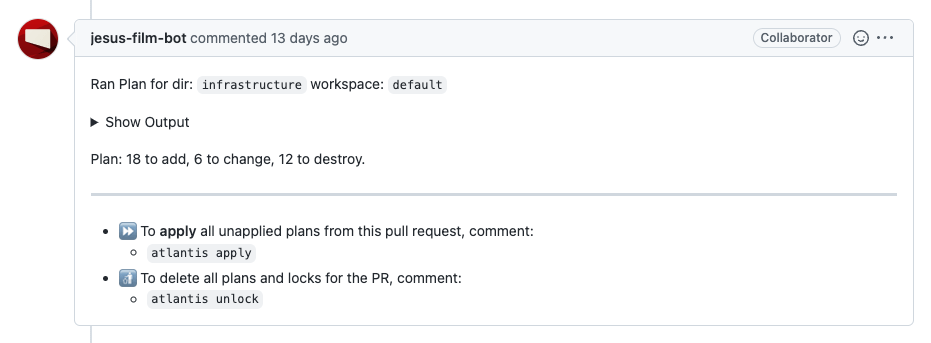 jesus-film-bot commented 13 days ago Collaborator
Ran Plan for dir: infrastructure workspace: default
Show Output
Plan: 18 to add, 6 to change, 12 to destroy.
To apply all unapplied plans from this pull request, comment:
atlantis apply
To delete all plans and locks for the PR, comment:
atlantis unlock